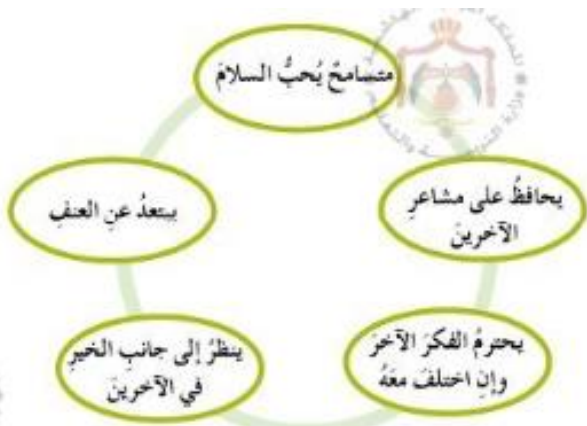 متسامحٌ يُحبُّ السلامَ
يحافظُ على مشاعرِ
الآخرينَ
يبتعدُ عنِ العنفِ
يحترمُ الفكرَ الآخرَ
وإنِ اختلفَ معَهُ
ينظرُ إلى جانبِ الخيرِ
في الآخرينَ